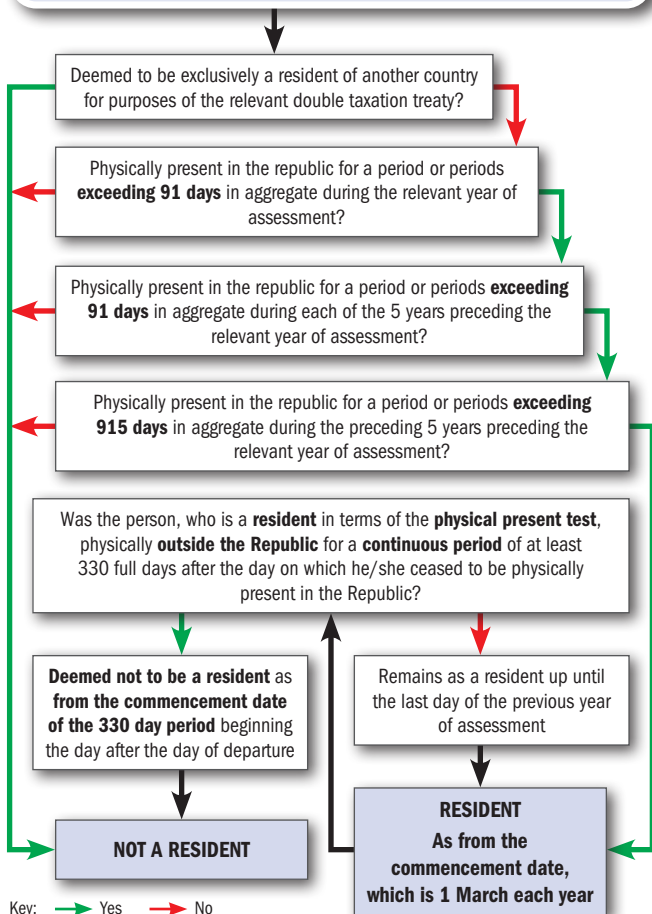 Deemed to be exclusively a resident of another country
for purposes of the relevant double taxation treaty?
Physically present in the republic for a period or periods
exceeding 91 days in aggregate during the relevant year of
assessment?
Physically present in the republic for a period or periods exceeding
91 days in aggregate during each of the 5 years preceding the
relevant year of assessment?
Physically present in the republic for a period or periods exceeding
915 days in aggregate during the preceding 5 years preceding the
relevant year of assessment?
Was the person, who is a resident in terms of the physical present test,
physically outside the Republic for a continuous period of at least
330 full days after the day on which he/she ceased to be physically
present in the Republic?
Deemed not to be a resident as
from the commencement date
of the 330 day period beginning
the day after the day of departure
Remains as a resident up until
the last day of the previous year
of assessment
NOT A RESIDENT
RESIDENT
As from the
commencement date,
which is 1 March each year
Key: Yes No